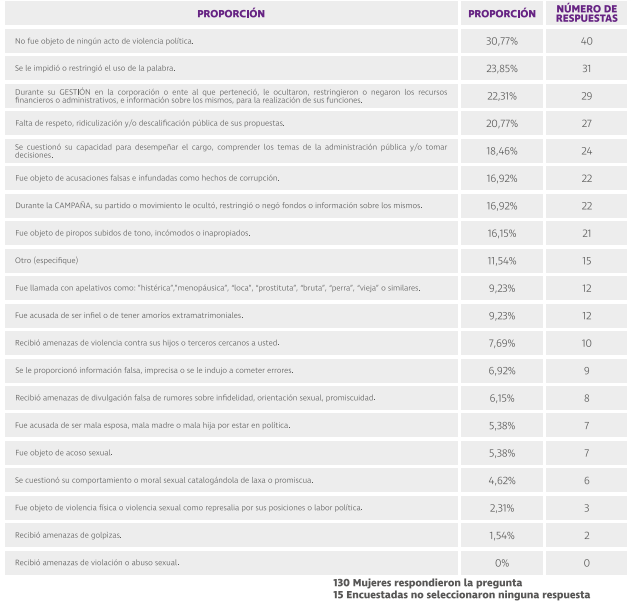 PROPORCIÓN PROPORCIÓN NÚMERO DE
RESPUESTAS
No fue objeto de ningún acto de violencia política. 30,77% 40
Se le impidió o restringió el uso de la palabra. 23,85% 31
Durante su GESTIÓN en la corporación o ente al que perteneció, le ocultaron, restringieron o negaron los recursos
financieros o administrativos, e información sobre los mismos, para la realización de sus funciones. 22,31% 29
Falta de respeto, ridiculización y/o descalificación pública de sus propuestas. 20,77% 27
Se cuestionó su capacidad para desempeñar el cargo, comprender los temas de la administración pública y/o tomar
decisiones. 18,46% 24
Fue objeto de acusaciones falsas e infundadas como hechos de corrupción. 16,92% 22
Durante la CAMPAÑA, su partido o movimiento le ocultó, restringió o negó fondos o información sobre los mismos. 16,92% 22
Fue objeto de piropos subidos de tono, incómodos o inapropiados. 16,15% 21
Otro (especifique) 11,54% 15
Fue llamada con apelativos como: "histérica","menopáusica", "loca", "prostituta", "bruta", "perra", "vieja" o similares. 9,23% 12
Fue acusada de ser infiel o de tener amoríos extramatrimoniales. 9,23% 12
Recibió amenazas de violencia contra sus hijos o terceros cercanos a usted. 7,69% 10
Se le proporcionó información falsa, imprecisa o se le indujo a cometer errores. 6,92% 9
Recibió amenazas de divulgación falsa de rumores sobre infidelidad, orientación sexual, promiscuidad. 6,15% 8
Fue acusada de ser mala esposa, mala madre o mala hija por estar en política. 5,38% 7
Fue objeto de acoso sexual. 5,38% 7
Se cuestionó su comportamiento o moral sexual catalogándola de laxa o promiscua. 4,62% 6
Fue objeto de violencia física o violencia sexual como represalia por sus posiciones o labor política. 2,31% 3
Recibió amenazas de golpizas. 1,54% 2
Recibió amenazas de violación o abuso sexual. 0% 0
130 Mujeres respondieron la pregunta
15 Encuestadas no seleccionaron ninguna respuesta